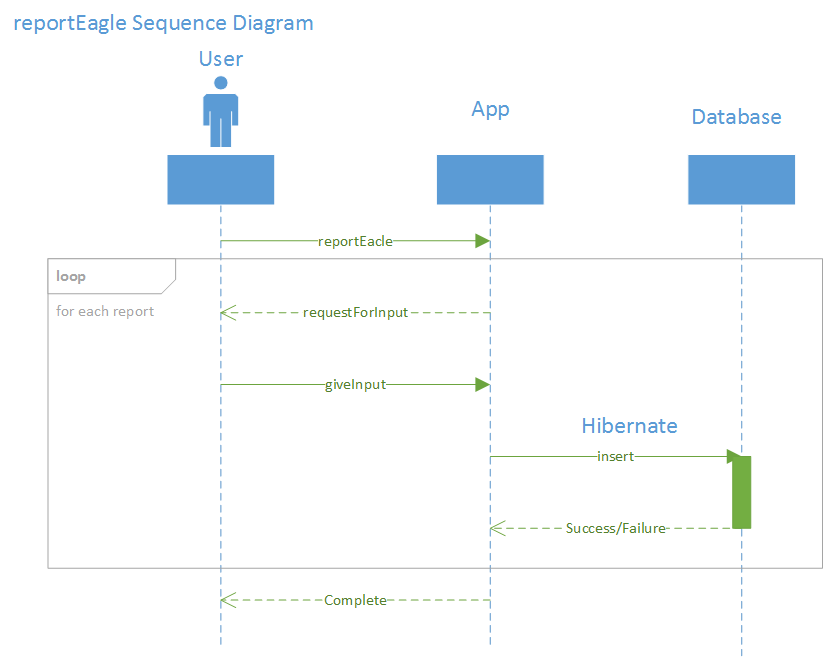 reportEagle Sequence Diagram
User
App
Database
reportEacle
loop
for each report
requestForInput
giveInput
Hibernate
insert
Success/Failure
Complete